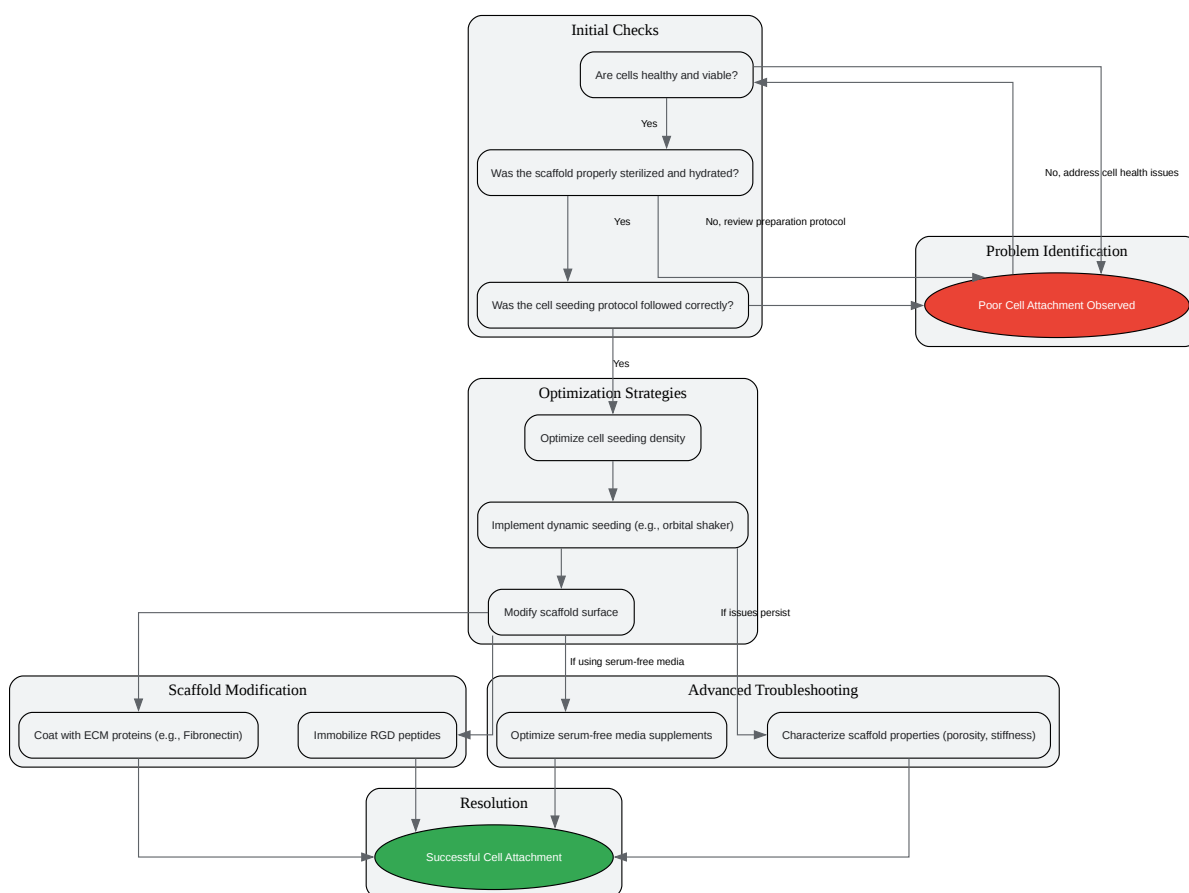 Initial Checks
Are cells healthy and viable?
Yes
Was the scaffold properly sterilized and hydrated?
No, address cell health issues
Yes
No, review preparation protocol
Problem Identification
Was the cell seeding protocol followed correctly?
Poor Cell Attachment Observed
Yes
Optimization Strategies
Optimize cell seeding density
Implement dynamic seeding (e.g., orbital shaker)
Modify scaffold surface
If issues persist
If using serum-free media
Scaffold Modification
Advanced Troubleshooting
Coat with ECM proteins (e.g., Fibronectin)
Immobilize RGD peptides
Optimize serum-free media supplements
Characterize scaffold properties (porosity, stiffness)
Resolution
Successful Cell Attachment